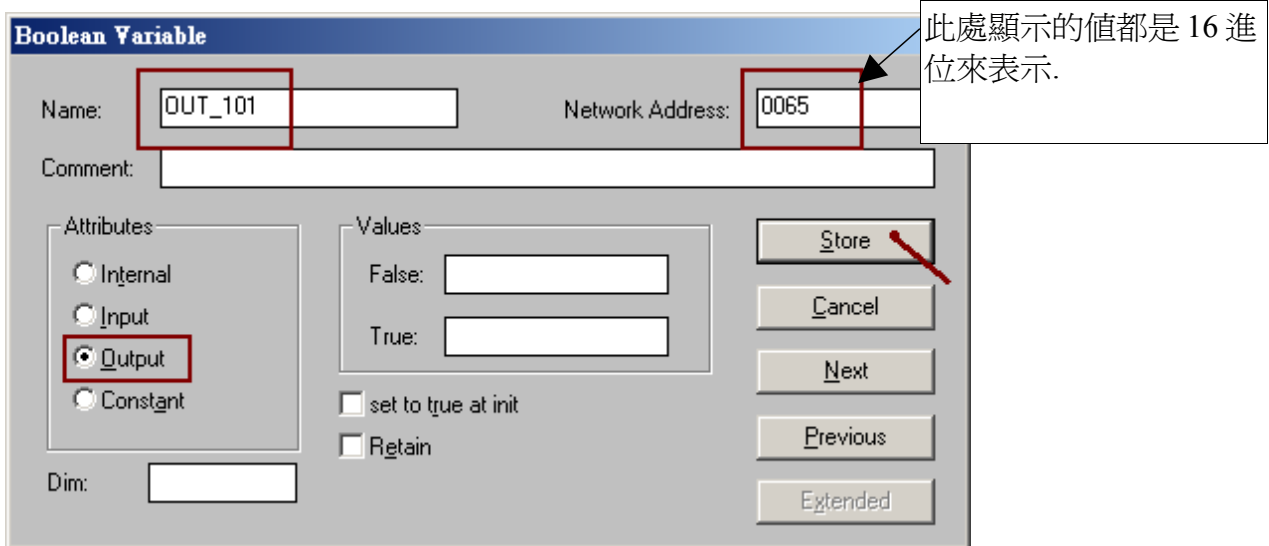 Boolean Variable
此處顯示的值都是 16 進
位來表示.
Name: OUT_101 Network Address: 0065
Comment:
Attributes
Internal
Input
Output
Constant
Values
False:
True:
set to true at init
Retain
Dim:
Store
Cancel
Next
Previous
Extended